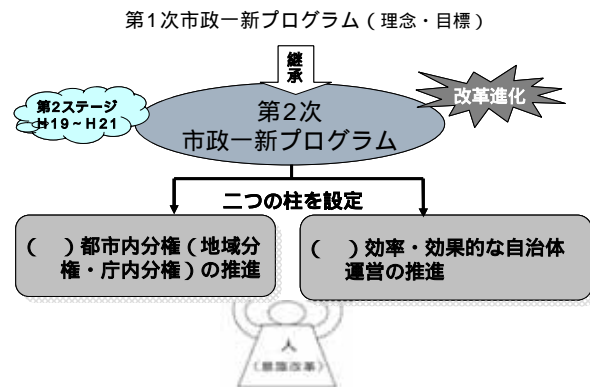 第1次市政一新プログラム（理念・目標）
継承
第2ステージ
H19～H21
改革進化
第2次
市政一新プログラム
二つの柱を設定
（　）都市内分権（地域分
権・庁内分権）の推進
（　）効率・効果的な自治体
運営の推進
人
（意識改革）